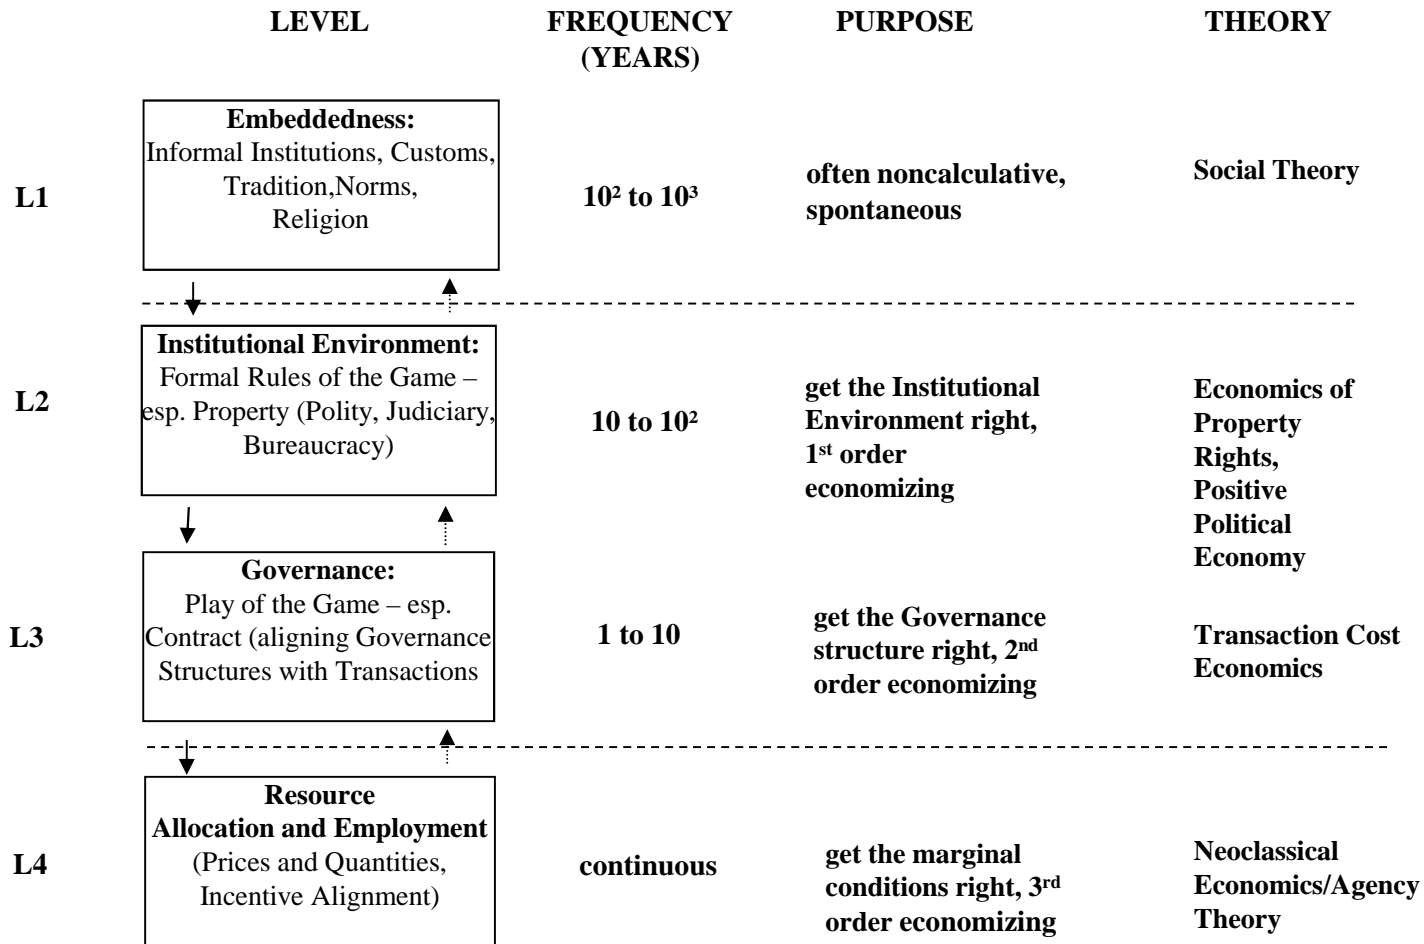 LEVEL
FREQUENCY
(YEARS)
PURPOSE
THEORY
L1
Embeddedness:
Informal Institutions, Customs,
Tradition,Norms,
Religion
10² to 10³
often noncalculative,
spontaneous
Social Theory
L2
Institutional Environment:
Formal Rules of the Game –
esp. Property (Polity, Judiciary,
Bureaucracy)
10 to 10²
get the Institutional
Environment right,
1st order
economizing
Economics of
Property
Rights,
Positive
Political
Economy
L3
Governance:
Play of the Game – esp.
Contract (aligning Governance
Structures with Transactions
1 to 10
get the Governance
structure right, 2nd
order economizing
Transaction Cost
Economics
L4
Resource
Allocation and Employment
(Prices and Quantities,
Incentive Alignment)
continuous
get the marginal
conditions right, 3rd
order economizing
Neoclassical
Economics/Agency
Theory